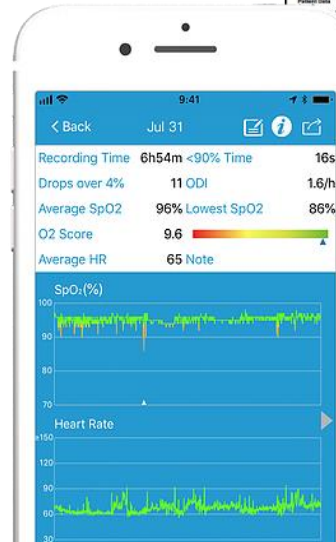 Patient Data
9:41
< Back Jul 31
Recording Time 6h54m <90% Time 16s
Drops over 4% 11 ODI 1.6/h
Average SpO2 96% Lowest SpO2 86%
O2 Score 9.6
Average HR 65 Note
SpO₂(%)
100
90
80
70
Heart Rate
≥150
120
90
60
30